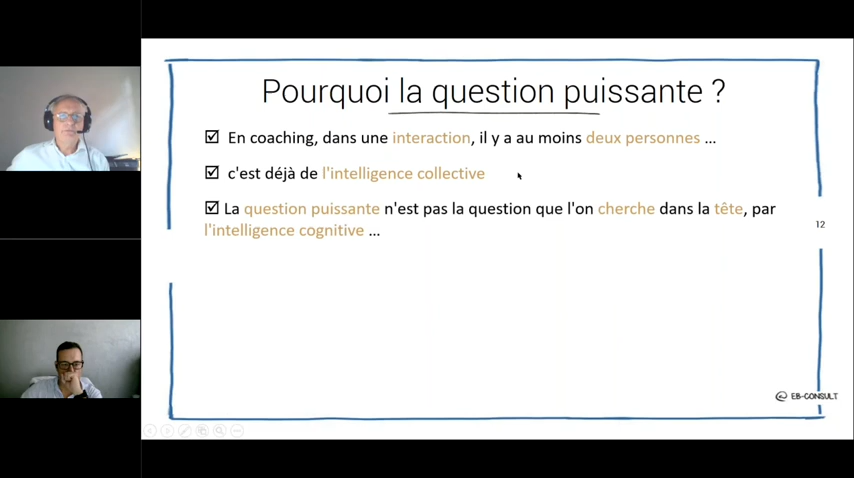 Pourquoi la question puissante ?
☑ En coaching, dans une interaction, il y a au moins deux personnes ...
☑ c'est déjà de l'intelligence collective
☑ La question puissante n'est pas la question que l'on cherche dans la tête, par
l'intelligence cognitive ...
12
@ EB-CONSULT